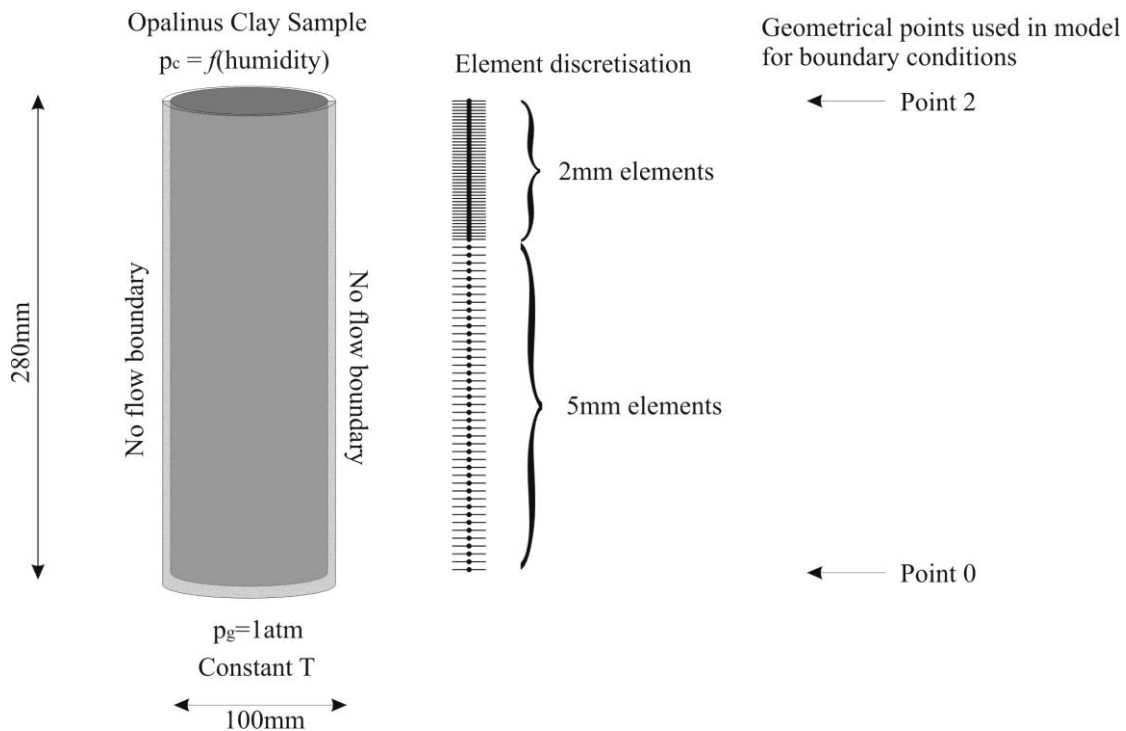 Opalinus Clay Sample
pc = f(humidity)
Element discretisation
Geometrical points used in model
for boundary conditions
Point 2
2mm elements
280mm
No flow boundary
No flow boundary
5mm elements
Point 0
pg=1atm
Constant T
100mm